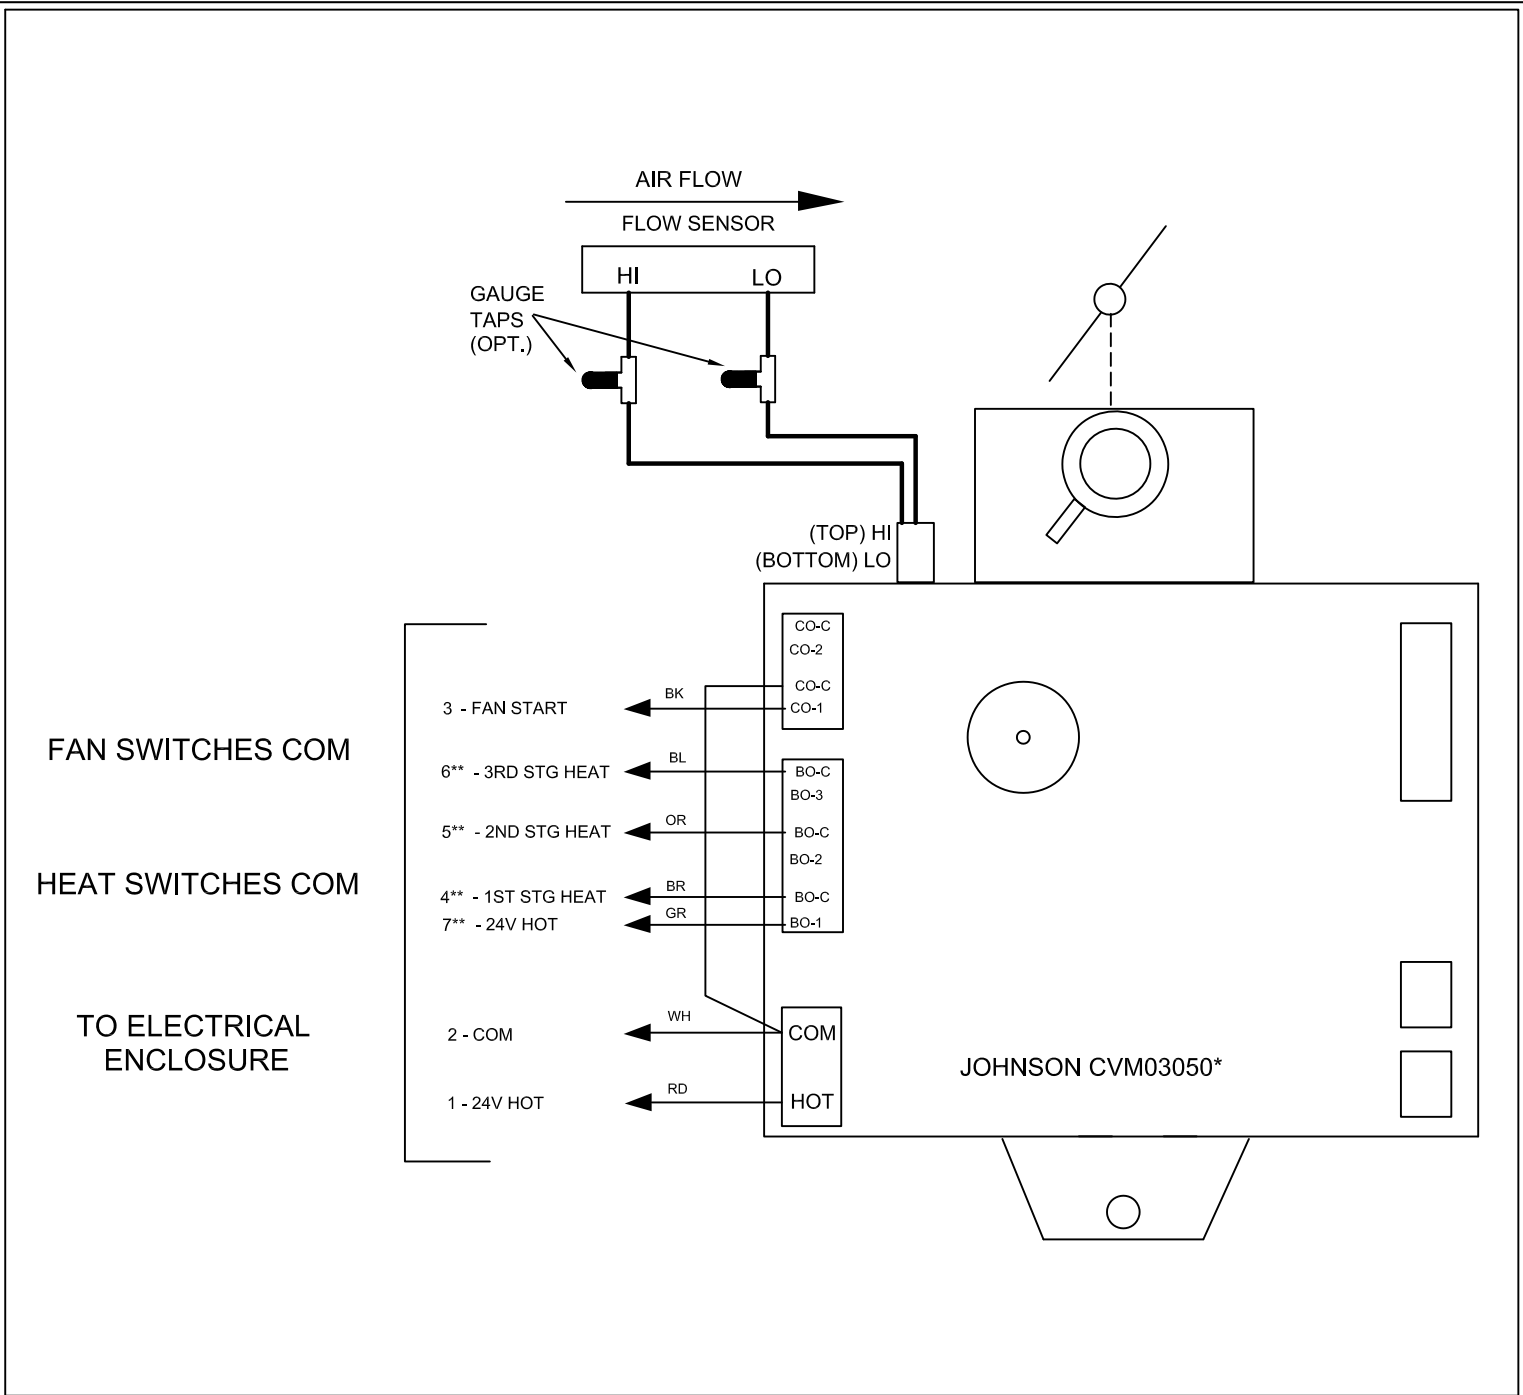 AIR FLOW
FLOW SENSOR
HI
LO
GAUGE
TAPS
(OPT.)
(TOP) HI
(BOTTOM) LO
CO-C
CO-2
CO-C
3 - FAN START
BK
CO-1
FAN SWITCHES COM
6** - 3RD STG HEAT
BL
BO-C
BO-3
5** - 2ND STG HEAT
OR
BO-C
BO-2
HEAT SWITCHES COM
4** - 1ST STG HEAT
BR
BO-C
7** - 24V HOT
GR
BO-1
TO ELECTRICAL
ENCLOSURE
2 - COM
WH
COM
JOHNSON CVM03050*
1 - 24V HOT
RD
HOT